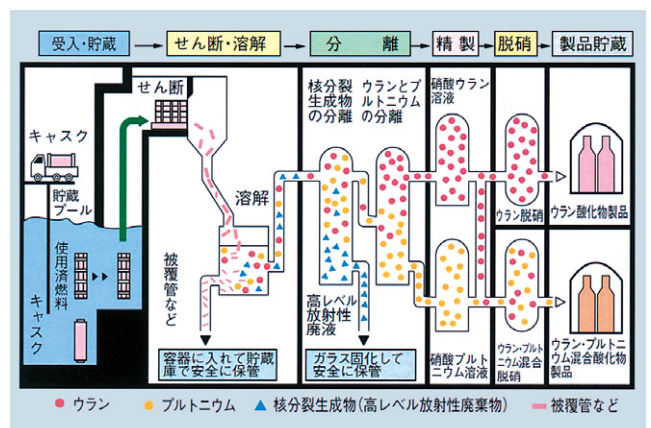 受入・貯蔵
せん断・溶解
分離
精製
脱硝
製品貯蔵
せん断
キャスク
貯蔵
プール
使用済燃料
キャスク
溶解
被覆管など
容器に入れて貯蔵
庫で安全に保管
核分裂
生成物
の分離
ウランとプ
ルトニウム
の分離
高レベル
放射性
廃液
ガラス固化して
安全に保管
硝酸ウラン
溶液
硝酸プルト
ニウム溶液
ウラン脱硝
ウラン・プルト
ニウム混合
脱硝
ウラン酸化物製品
ウラン・プルト
ニウム混合酸化物
製品
ウラン
プルトニウム
核分裂生成物(高レベル放射性廃棄物)
被覆管など